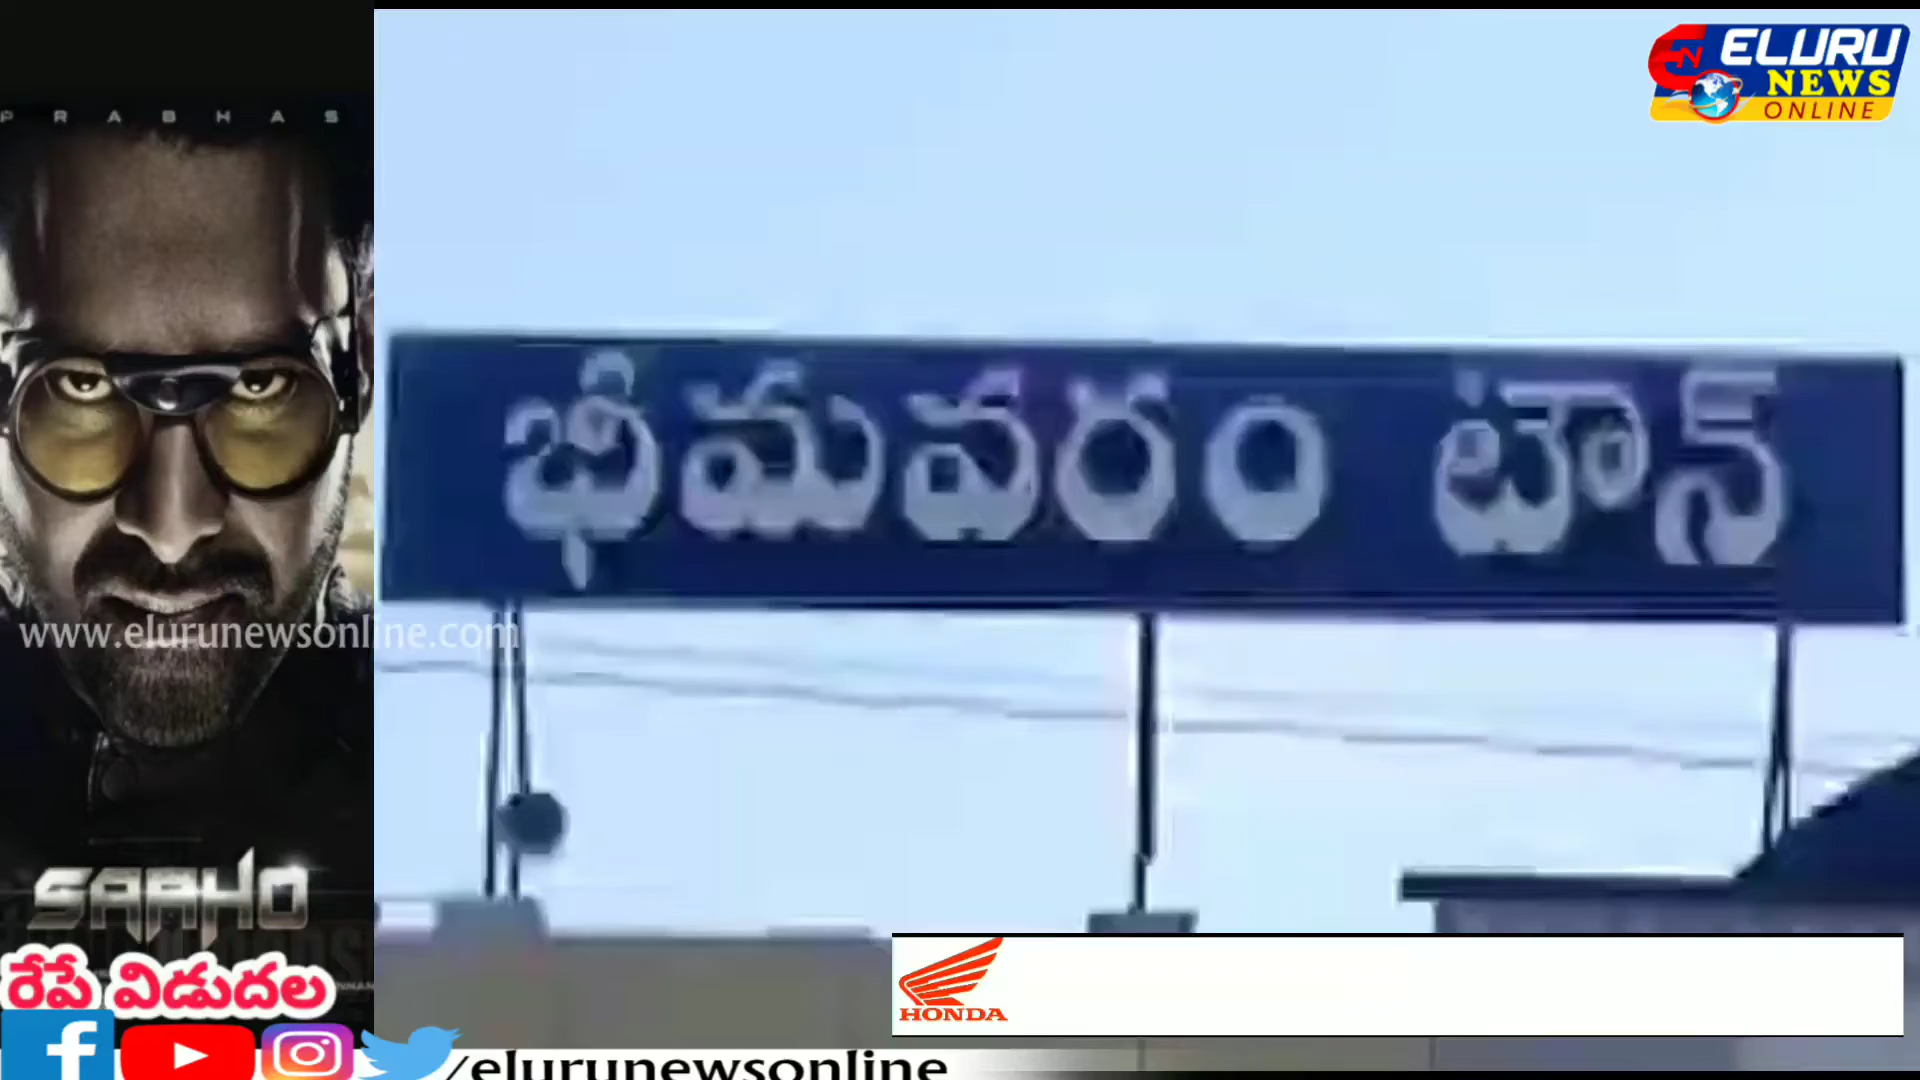 PRABHAS
ELURU
NEWS
ONLINE
భీమవరం టౌన్
www.elurunewsonline.com
SAAHO
రేపే విడుదల
HONDA
/elurunewsonline